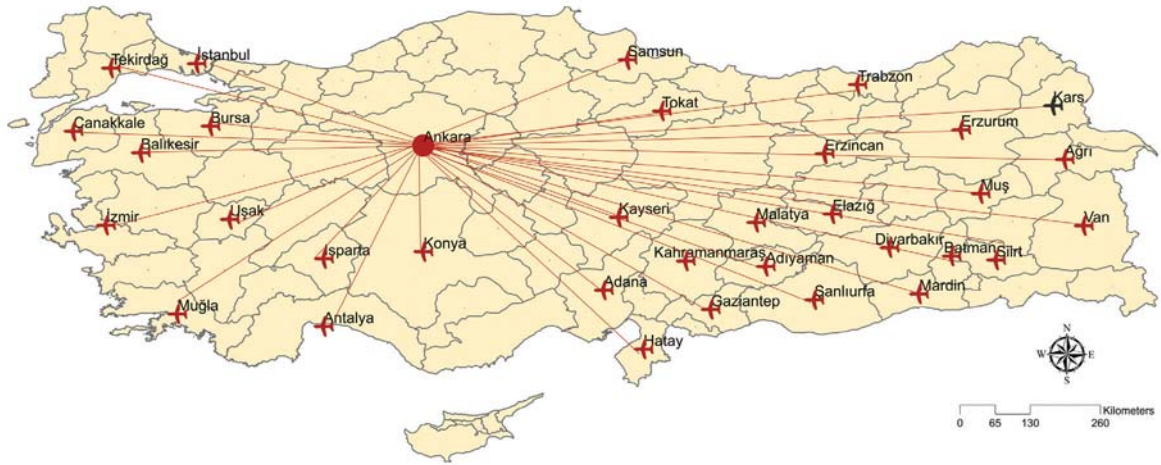 İstanbul
Tekirdağ
Samsun
Trabzon
Kars
Tokat
Çanakkale
Bursa
Erzurum
Ankara
Balıkesir
Erzincan
Ağrı
Muş
İzmir
Uşak
Kayseri
Malatya
Elazığ
Van
Isparta
Konya
Kahramanmaraş
Adıyaman
Diyarbakır
Batman
Siirt
Adana
Muğla
Antalya
Gaziantep
Şanlıurfa
Mardin
Hatay
N
W
E
S
Kilometers
0 65 130 260